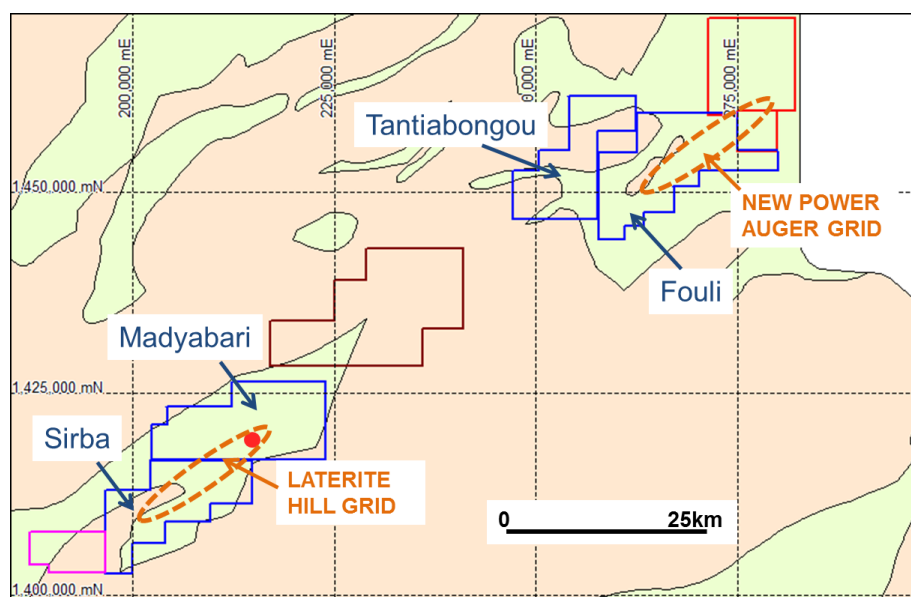 200,000 mE
225,000 mE
,000 mE
275,000 mE
Tantiabongou
1,450,000 mN
NEW POWER
AUGER GRID
Fouli
Madyabari
1,425,000 mN
Sirba
LATERITE
HILL GRID
0 25km
1,400,000 mN